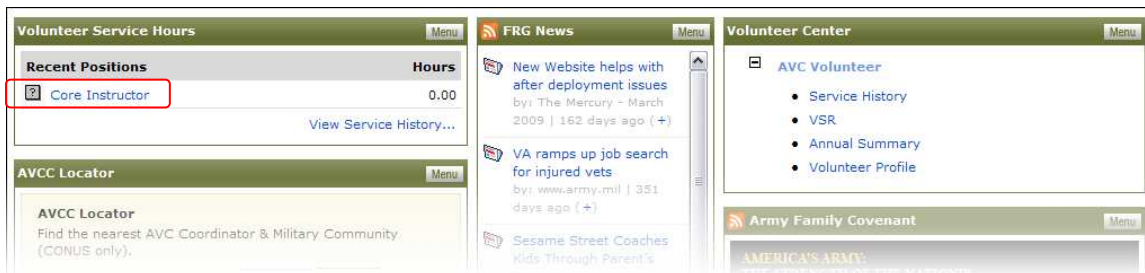 Volunteer Service Hours Menu
Recent Positions Hours
? Core Instructor 0.00
View Service History...
AVCC Locator Menu
AVCC Locator
Find the nearest AVC Coordinator & Military Community
(CONUS only).
FRG News Menu
New Website helps with
after deployment issues
by: The Mercury - March
2009 | 162 days ago (+)
VA ramps up job search
for injured vets
by: www.army.mil | 351
days ago (+)
Sesame Street Coaches
Kids Through Parent's
Volunteer Center Menu
AVC Volunteer
• Service History
• VSR
• Annual Summary
• Volunteer Profile
Army Family Covenant Menu
AMERICA'S ARMY: